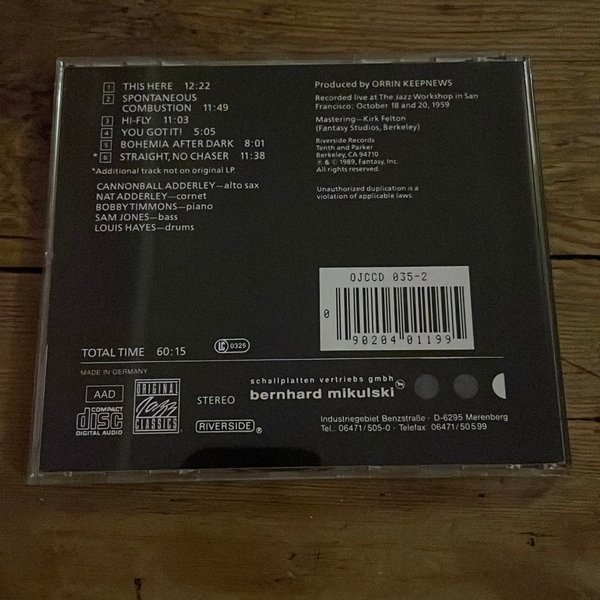 1 THIS HERE 12:22
2 SPONTANEOUS
COMBUSTION 11:49
3 HI-FLY 11:03
4 YOU GOT IT! 5:05
5 BOHEMIA AFTER DARK 8:01
* 6 STRAIGHT, NO CHASER 11:38
*Additional track not on original LP.
CANNONBALL ADDERLEY—alto sax
NAT ADDERLEY—cornet
BOBBY TIMMONS—piano
SAM JONES—bass
LOUIS HAYES—drums
Produced by ORRIN KEEPNEWS
Recorded live at The Jazz Workshop in San
Francisco; October 18 and 20, 1959
Mastering—Kirk Felton
(Fantasy Studios, Berkeley)
Riverside Records
Tenth and Parker
Berkeley, CA 94710
℗ & © 1989, Fantasy, Inc.
All rights reserved.
Unauthorized duplication is a
violation of applicable laws.
OJCCD 035-2
0 90204 01199
TOTAL TIME 60:15
LC 0325
MADE IN GERMANY
AAD
COMPACT
disc
DIGITAL AUDIO
ORIGINAL
Jazz
CLASSICS
STEREO
RIVERSIDE ®
schallplatten vertriebs gmbh
bernhard mikulski
Industriegebiet Benzstraße · D-6295 Merenberg
Tel.: 06471/505-0 · Telefax: 06471/50599